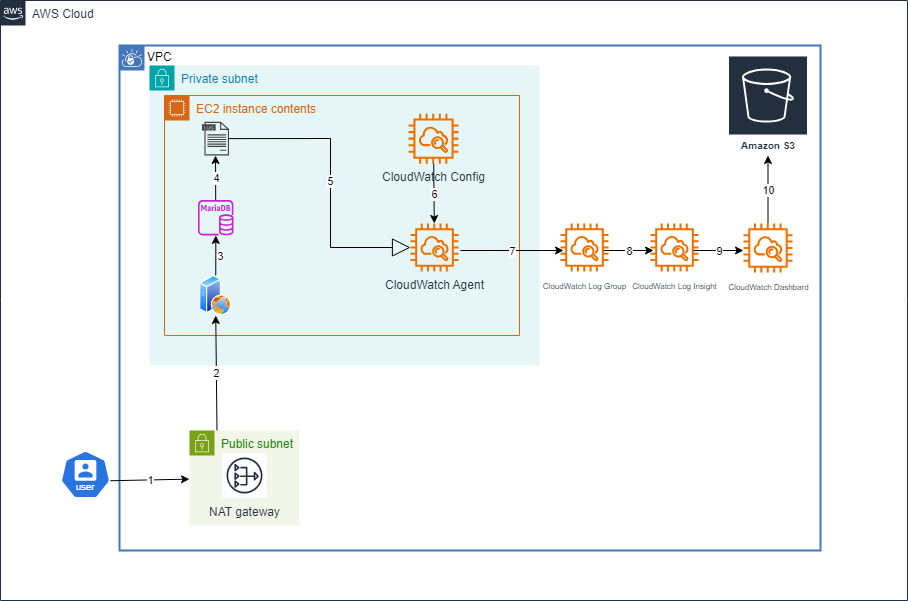 aws
AWS Cloud
VPC
Private subnet
EC2 instance contents
LOG
CloudWatch Config
Amazon S3
4
5
6
10
MariaDB
3
7
8
9
CloudWatch Agent
CloudWatch Log Group
CloudWatch Log Insight
CloudWatch Dashbard
2
Public subnet
user
1
NAT gateway